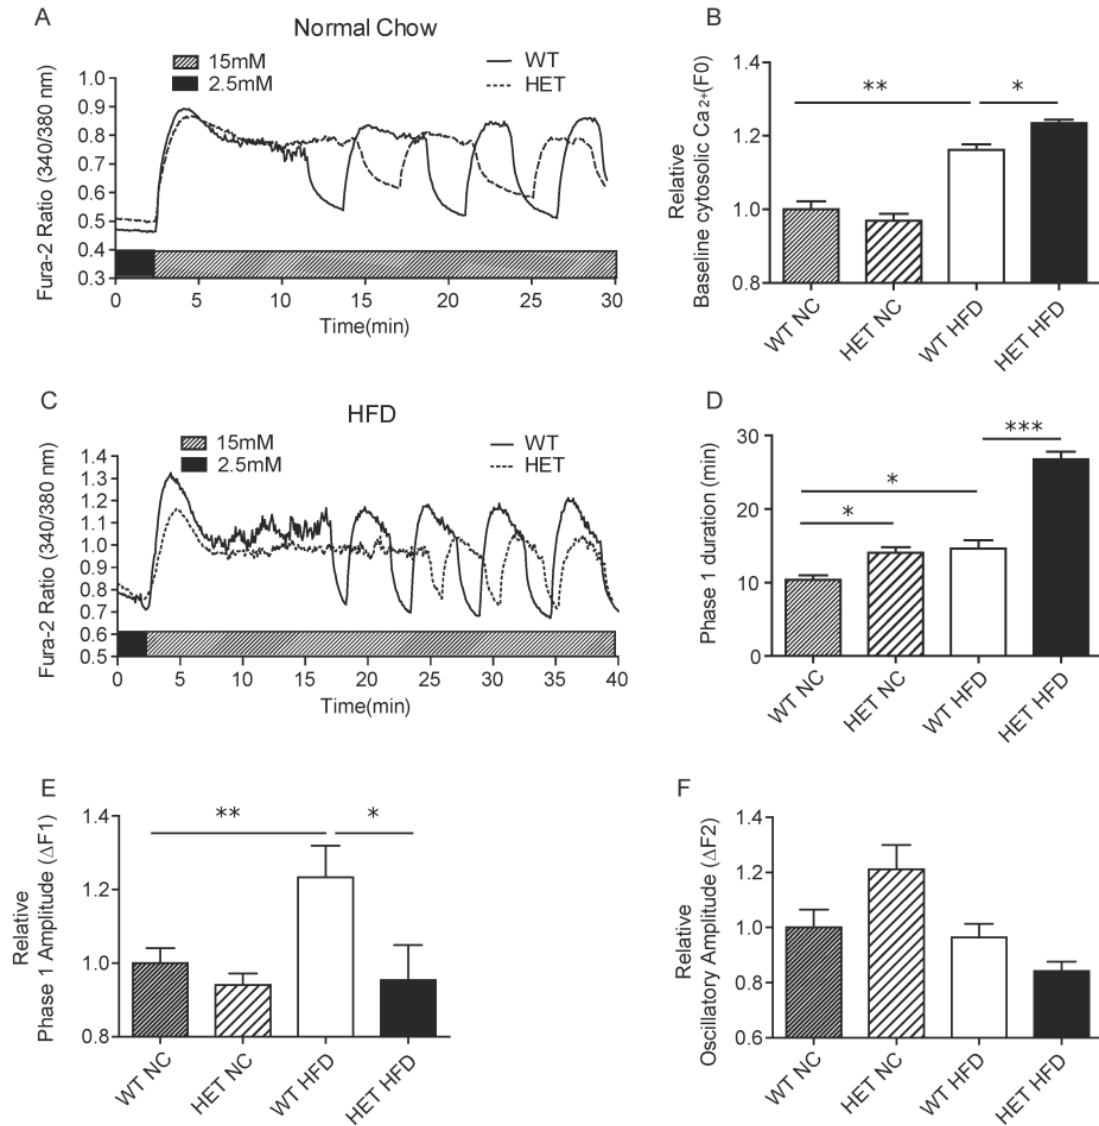 A
Normal Chow
15mM
2.5mM
WT
HET
Fura-2 Ratio (340/380 nm)
1.0
0.9
0.8
0.7
0.6
0.5
0.4
0.3
0 5 10 15 20 25 30
Time(min)
B
Relative
Baseline cytosolic Ca2+(F0)
1.4
1.2
1.0
0.8
** *
WT NC
HET NC
WT HFD
HET HFD
C
HFD
15mM
2.5mM
WT
HET
Fura-2 Ratio (340/380 nm)
1.4
1.3
1.2
1.1
1.0
0.9
0.8
0.7
0.6
0.5
0 5 10 15 20 25 30 35 40
Time(min)
D
Phase 1 duration (min)
30
20
10
0
***
*
*
WT NC
HET NC
WT HFD
HET HFD
E
Relative
Phase 1 Amplitude (ΔF1)
1.4
1.2
1.0
0.8
** *
WT NC
HET NC
WT HFD
HET HFD
F
Relative
Oscillatory Amplitude (ΔF2)
1.4
1.2
1.0
0.8
0.6
WT NC
HET NC
WT HFD
HET HFD